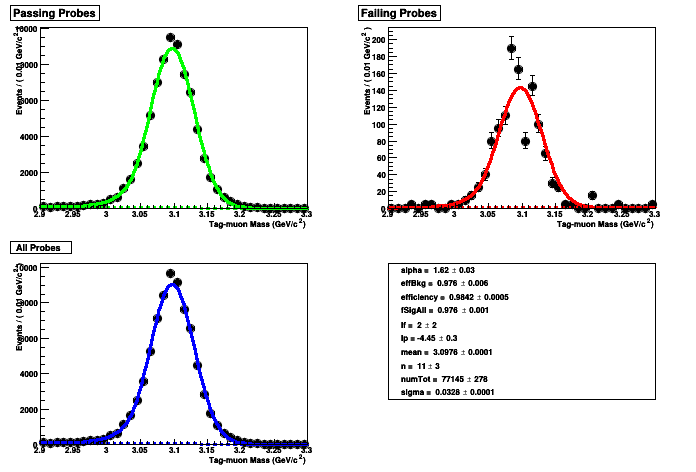 Passing Probes
Events / ( 0.01 GeV/c² )
10000
8000
6000
4000
2000
0
2.9 2.95 3 3.05 3.1 3.15 3.2 3.25 3.3
Tag-muon Mass (GeV/c²)
Failing Probes
Events / ( 0.01 GeV/c² )
200
180
160
140
120
100
80
60
40
20
0
2.9 2.95 3 3.05 3.1 3.15 3.2 3.25 3.3
Tag-muon Mass (GeV/c²)
All Probes
Events / ( 0.01 GeV/c² )
10000
8000
6000
4000
2000
0
2.9 2.95 3 3.05 3.1 3.15 3.2 3.25 3.3
Tag-muon Mass (GeV/c²)
alpha = 1.62 ± 0.03
effBkg = 0.976 ± 0.006
efficiency = 0.9842 ± 0.0005
fSigAll = 0.976 ± 0.001
lf = 2 ± 2
lp = -4.45 ± 0.3
mean = 3.0976 ± 0.0001
n = 11 ± 3
numTot = 77145 ± 278
sigma = 0.0328 ± 0.0001